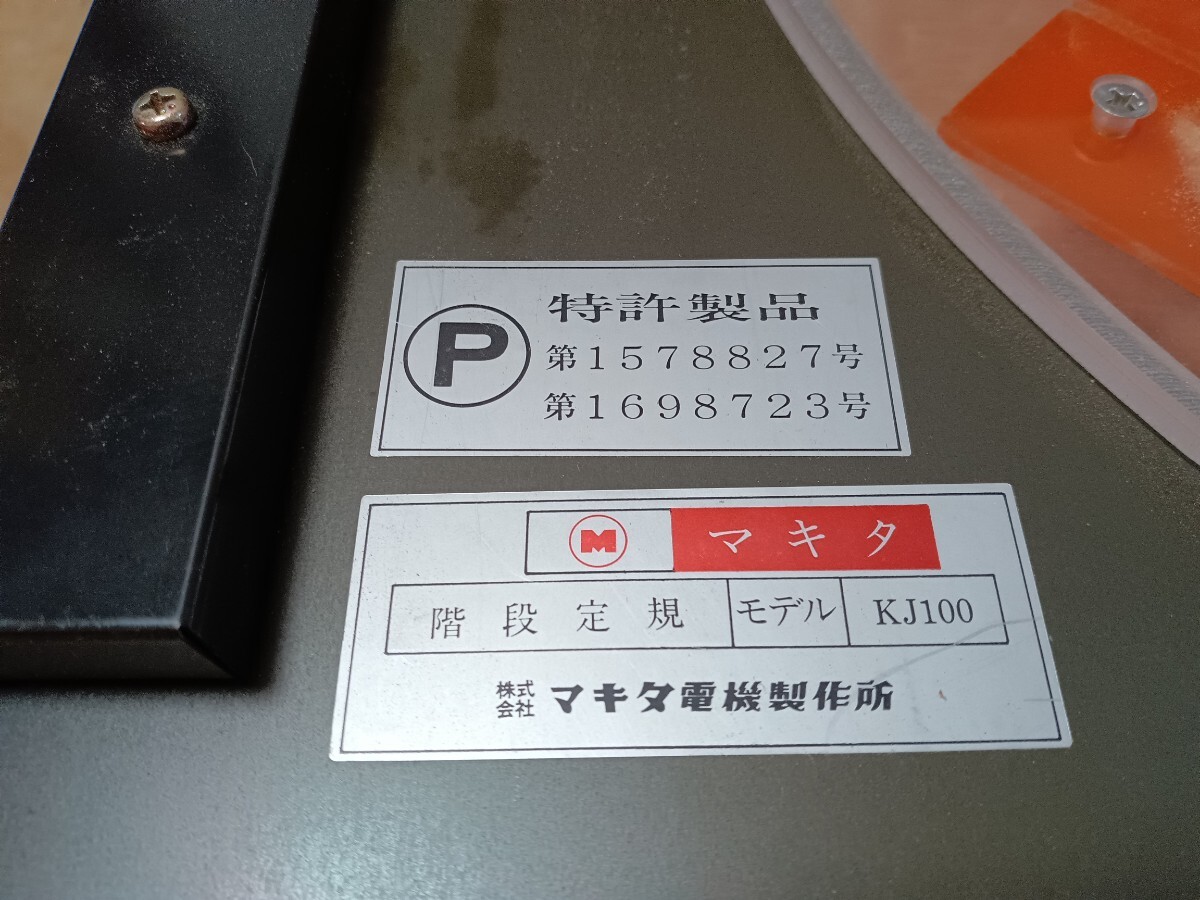 P
特許製品
第1578827号
第1698723号
M マキタ
階段定規 モデル KJ100
株式会社 マキタ電機製作所